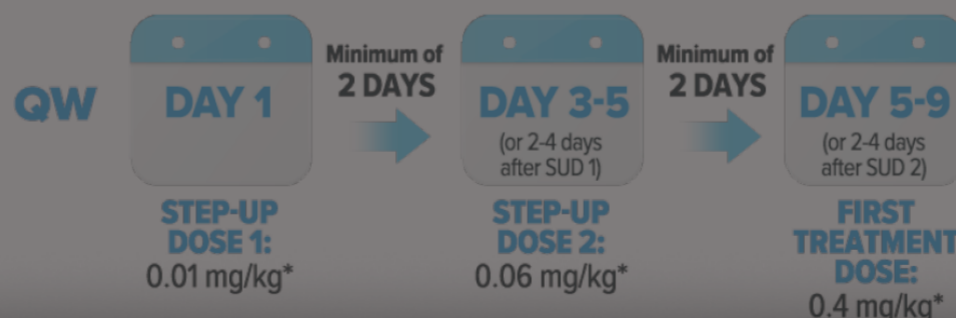 QW
DAY 1
STEP-UP
DOSE 1:
0.01 mg/kg*
Minimum of
2 DAYS
DAY 3-5
(or 2-4 days
after SUD 1)
STEP-UP
DOSE 2:
0.06 mg/kg*
Minimum of
2 DAYS
DAY 5-9
(or 2-4 days
after SUD 2)
FIRST
TREATMENT
DOSE:
0.4 mg/kg*